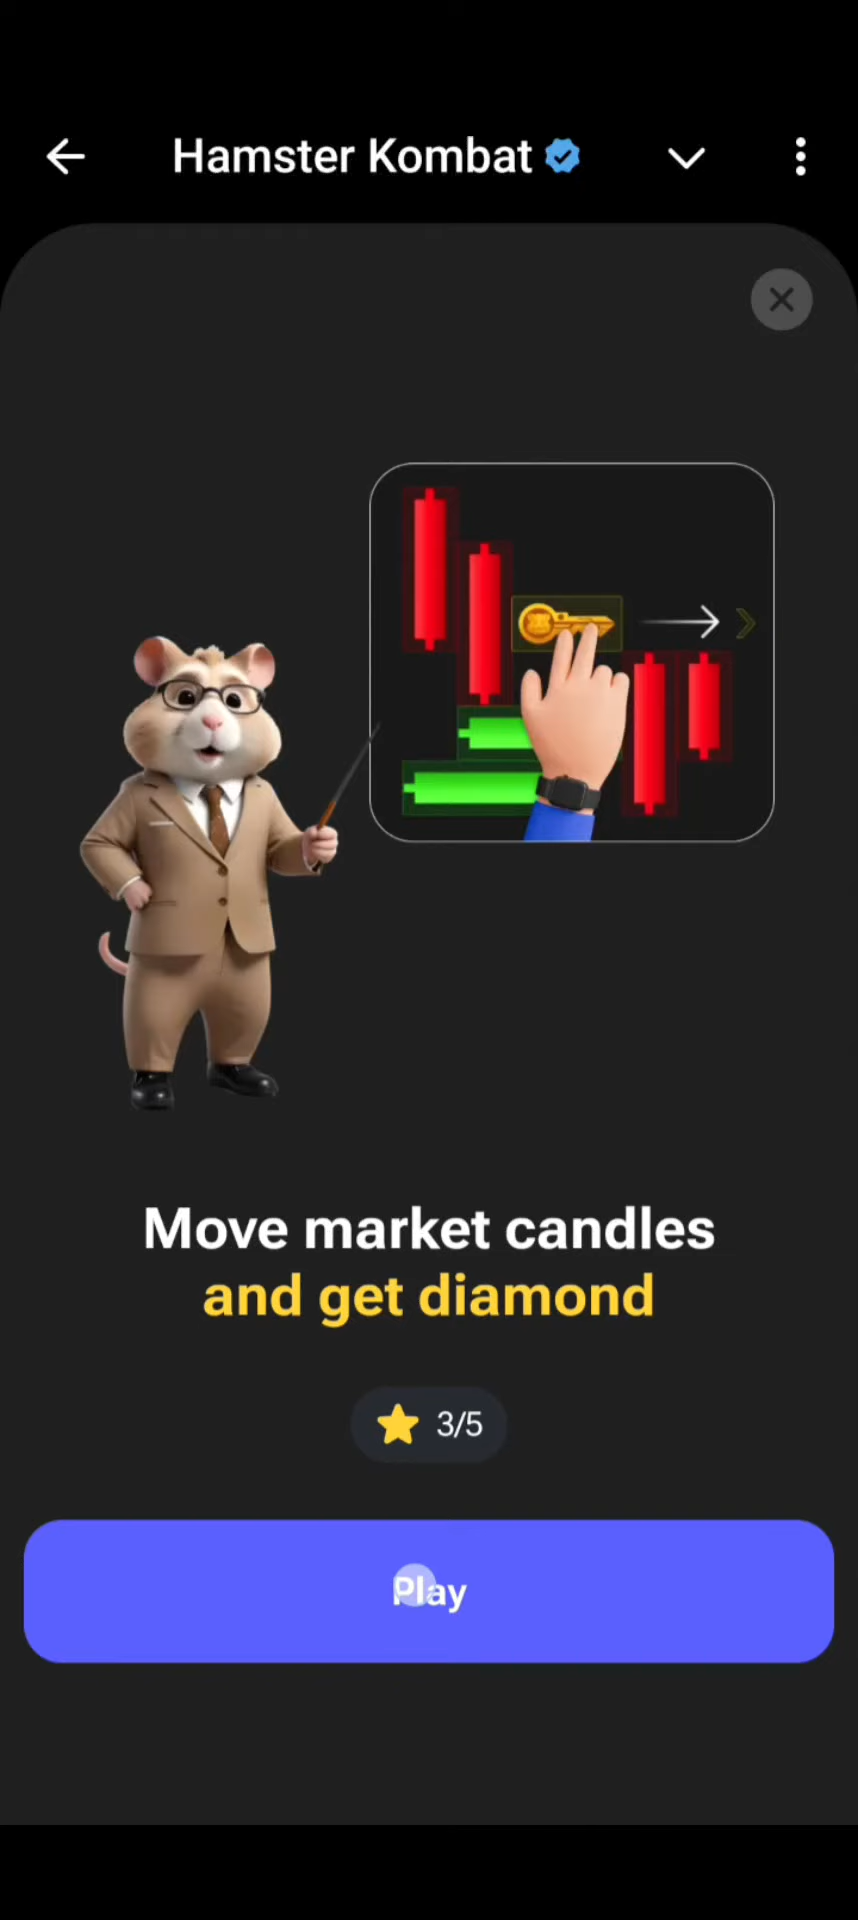 Hamster Kombat
Move market candles
and get diamond
3/5
Play